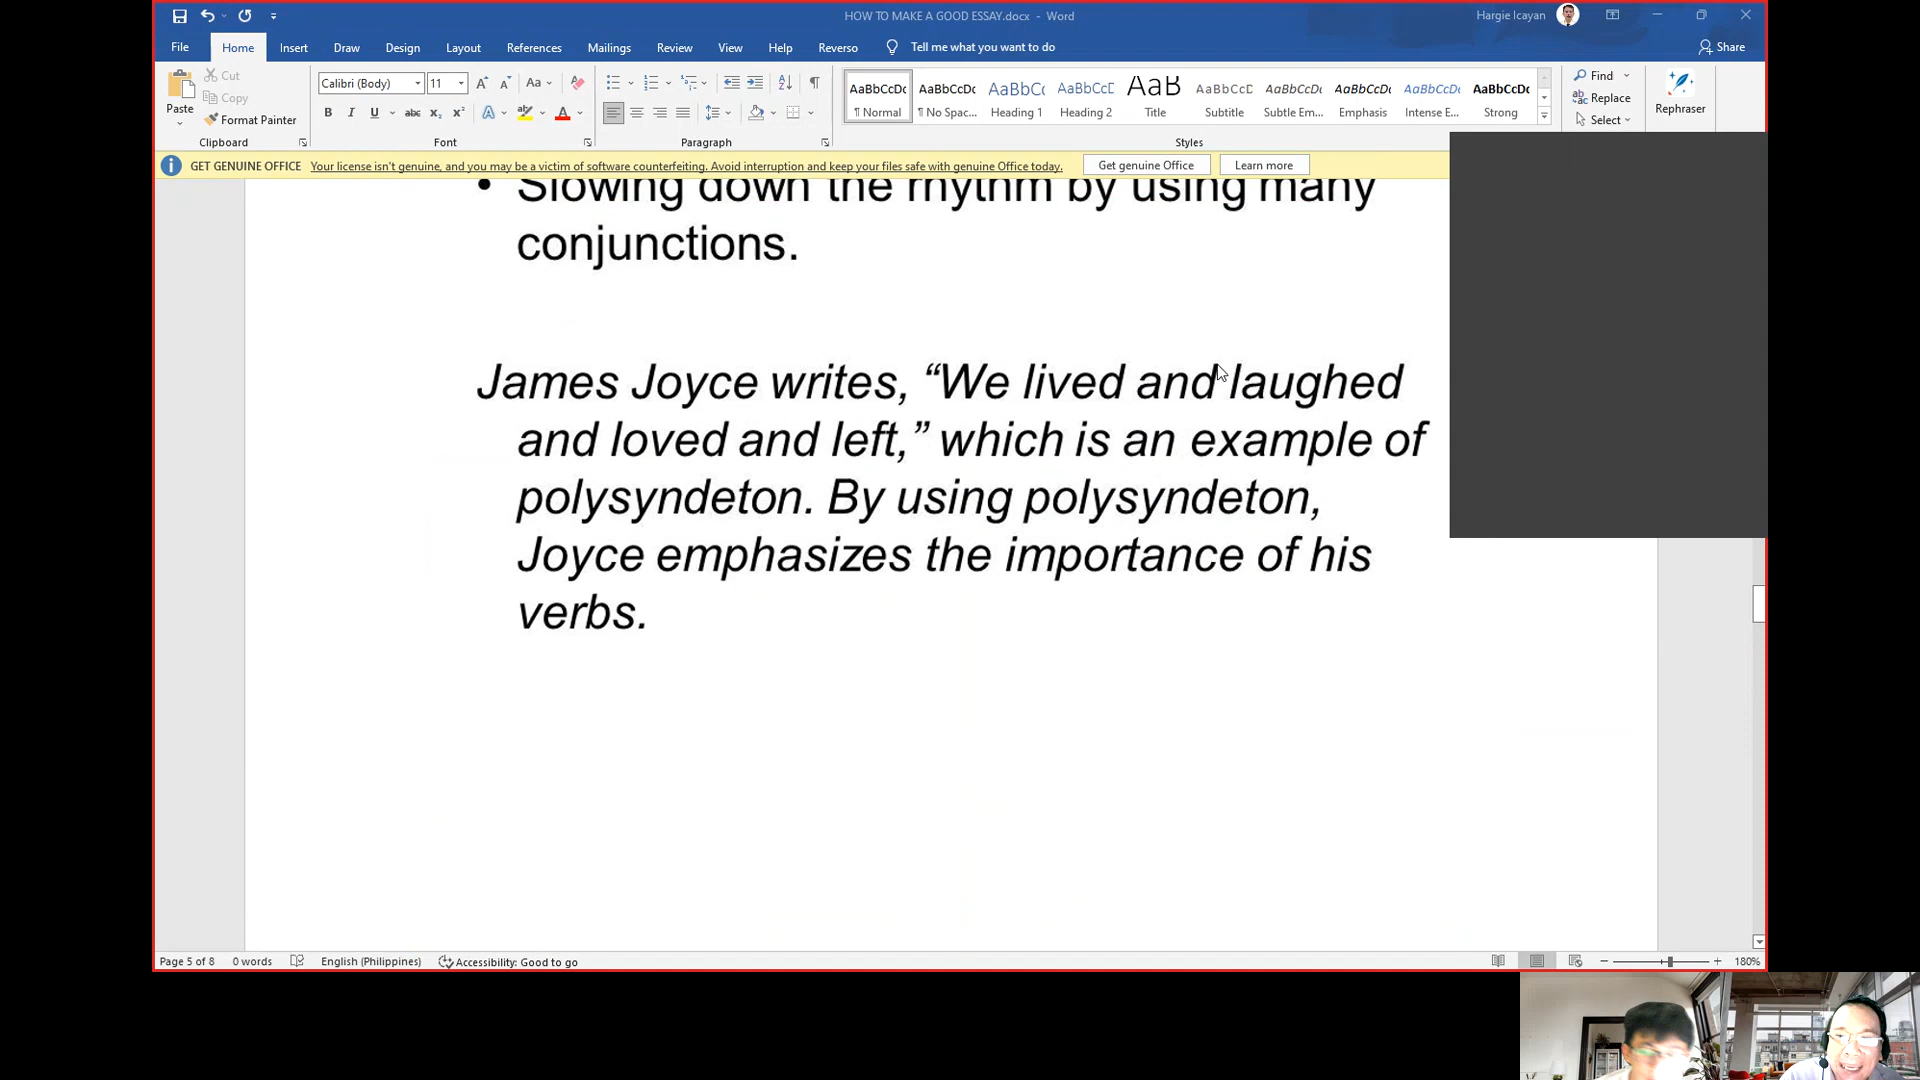 HOW TO MAKE A GOOD ESSAY.docx - Word
Hargie Icayan
File Home Insert Draw Design Layout References Mailings Review View Help Reverso Tell me what you want to do Share
Paste
Cut
Copy
Format Painter
Clipboard
Calibri (Body) 11
Font
Paragraph
AaBbCcDc AaBbCcDc AaBbC( AaBbCcC AaB AaBbCcC AaBbCcDc AaBbCcDc AaBbCcDc AaBbCcDc
¶ Normal ¶ No Spac... Heading 1 Heading 2 Title Subtitle Subtle Em... Emphasis Intense E... Strong
Styles
Find
Replace
Select
Rephraser
GET GENUINE OFFICE Your license isn't genuine, and you may be a victim of software counterfeiting. Avoid interruption and keep your files safe with genuine Office today. Get genuine Office Learn more
• Slowing down the rhythm by using many
conjunctions.
James Joyce writes, “We lived and laughed
and loved and left,” which is an example of
polysyndeton. By using polysyndeton,
Joyce emphasizes the importance of his
verbs.
Page 5 of 8 0 words English (Philippines) Accessibility: Good to go 180%